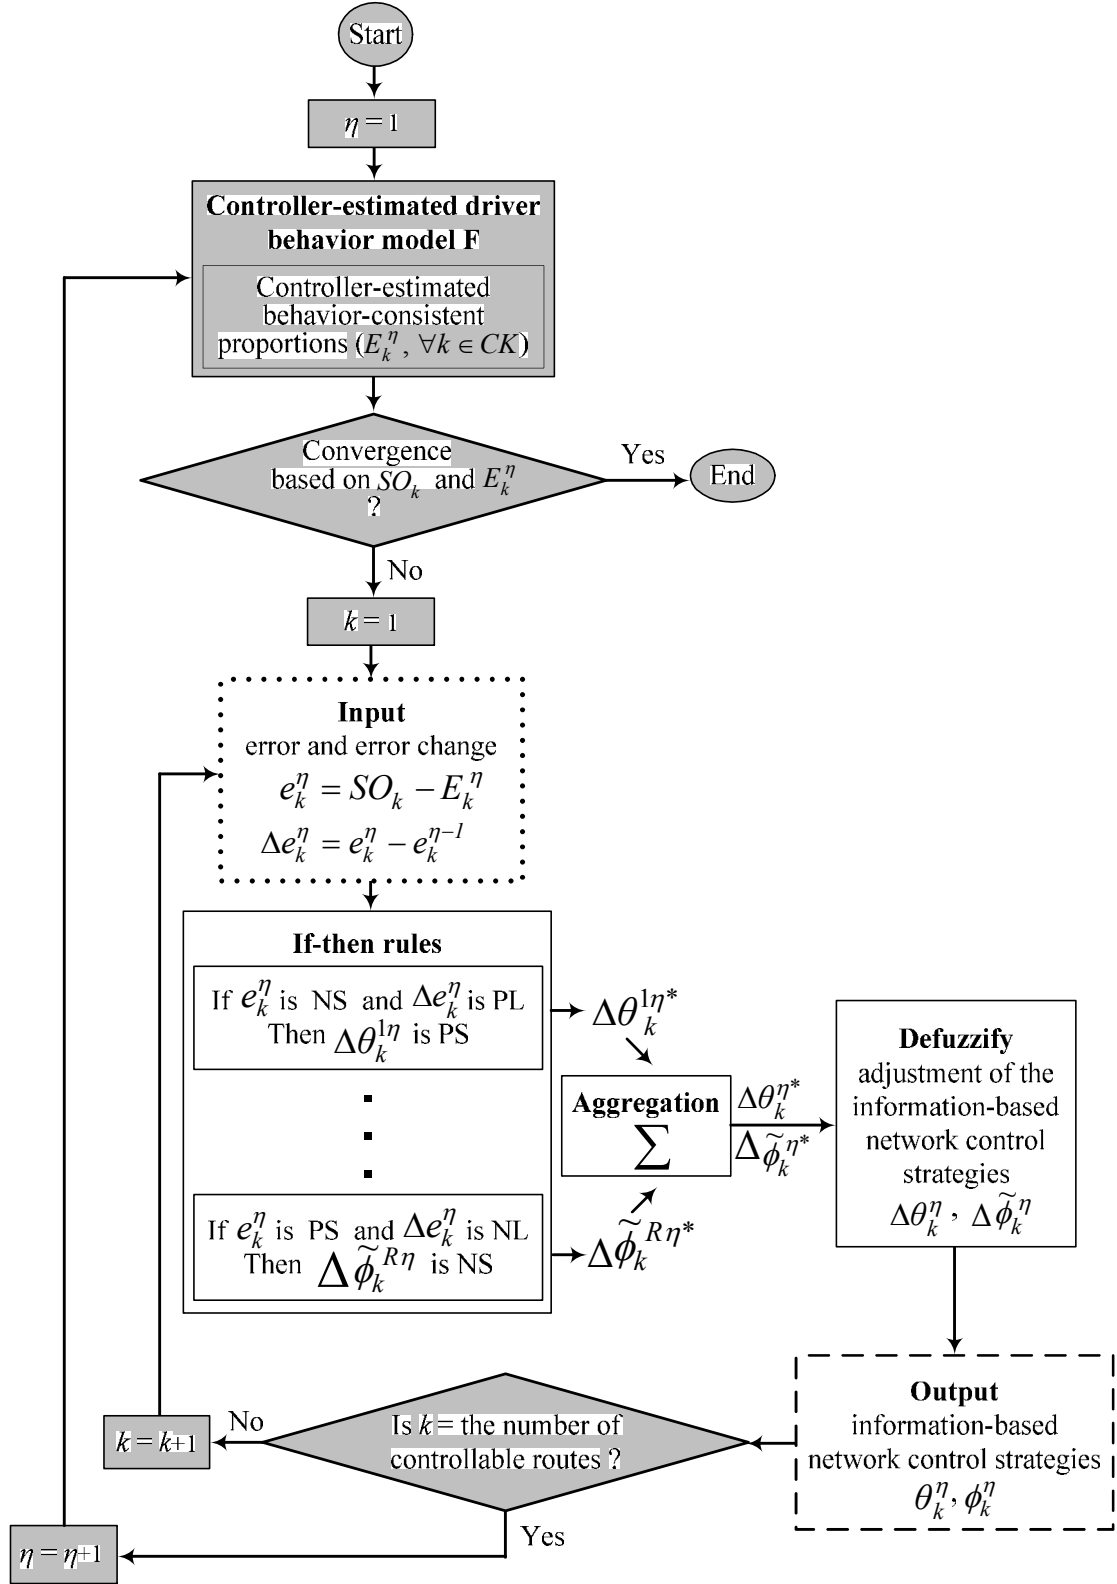 Start
η = 1
Controller-estimated driver
behavior model F
Controller-estimated
behavior-consistent
proportions (E_k^η, ∀k ∈ CK)
Convergence
based on SO_k and E_k^η
?
Yes
End
No
k = 1
Input
error and error change
e_k^η = SO_k − E_k^η
Δe_k^η = e_k^η − e_k^{η−1}
If-then rules
If e_k^η is NS and Δe_k^η is PL
Then Δθ_k^{1η} is PS
If e_k^η is PS and Δe_k^η is NL
Then Δφ̃_k^{Rη} is NS
Δθ_k^{1η*}
Δφ̃_k^{Rη*}
Aggregation
∑
Δθ_k^{η*}
Δφ̃_k^{η*}
Defuzzify
adjustment of the
information-based
network control
strategies
Δθ_k^η, Δφ̃_k^η
Output
information-based
network control strategies
θ_k^η, φ_k^η
Is k = the number of
controllable routes ?
No
k = k+1
Yes
η = η+1